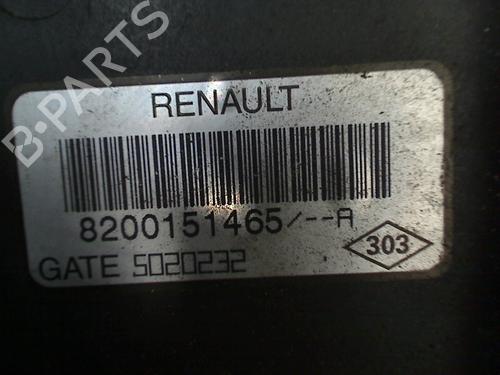 B-PARTS
RENAULT
8200151465/--A
303
GATE 5020232